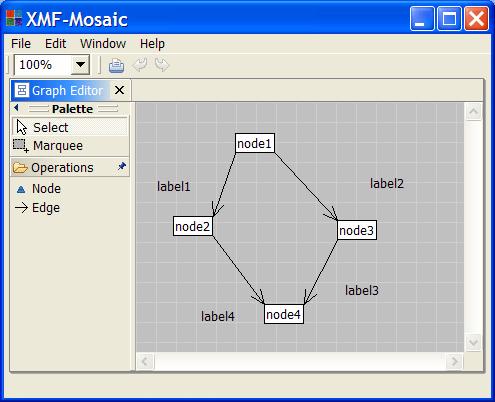 XMF-Mosaic
File Edit Window Help
100%
Graph Editor
Palette
Select
Marquee
Operations
Node
Edge
node1
label1
label2
node2
node3
label3
label4
node4